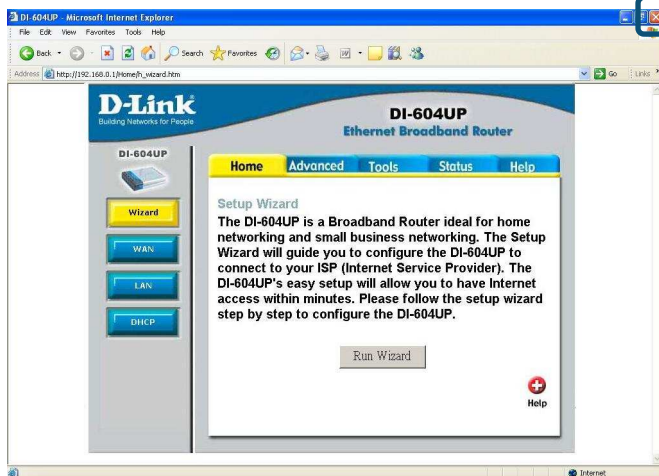 DI-604UP - Microsoft Internet Explorer
File Edit View Favorites Tools Help
Back Search Favorites
Address http://192.168.0.1/Home/h_wizard.htm Go Links
D-Link
Building Networks for People
DI-604UP
Ethernet Broadband Router
DI-604UP
Home Advanced Tools Status Help
Wizard
WAN
LAN
DHCP
Setup Wizard
The DI-604UP is a Broadband Router ideal for home
networking and small business networking. The Setup
Wizard will guide you to configure the DI-604UP to
connect to your ISP (Internet Service Provider). The
DI-604UP's easy setup will allow you to have Internet
access within minutes. Please follow the setup wizard
step by step to configure the DI-604UP.
Run Wizard
Help
Internet